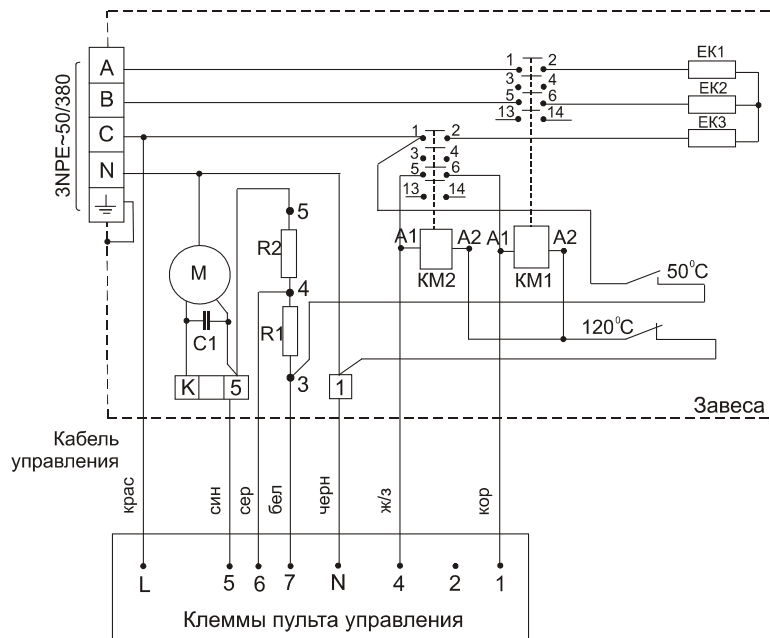 3NPE~50/380
A
B
C
N
1 2
3 4
5 6
13 14
EK1
EK2
EK3
1 2
3 4
5 6
13 14
5
R2
4
R1
3
M
C1
K 5
1
A1 A2
КМ2
A1 A2
КМ1
50°C
120°C
Завеса
Кабель
управления
крас
син
сер
бел
черн
ж/з
кор
L 5 6 7 N 4 2 1
Клеммы пульта управления